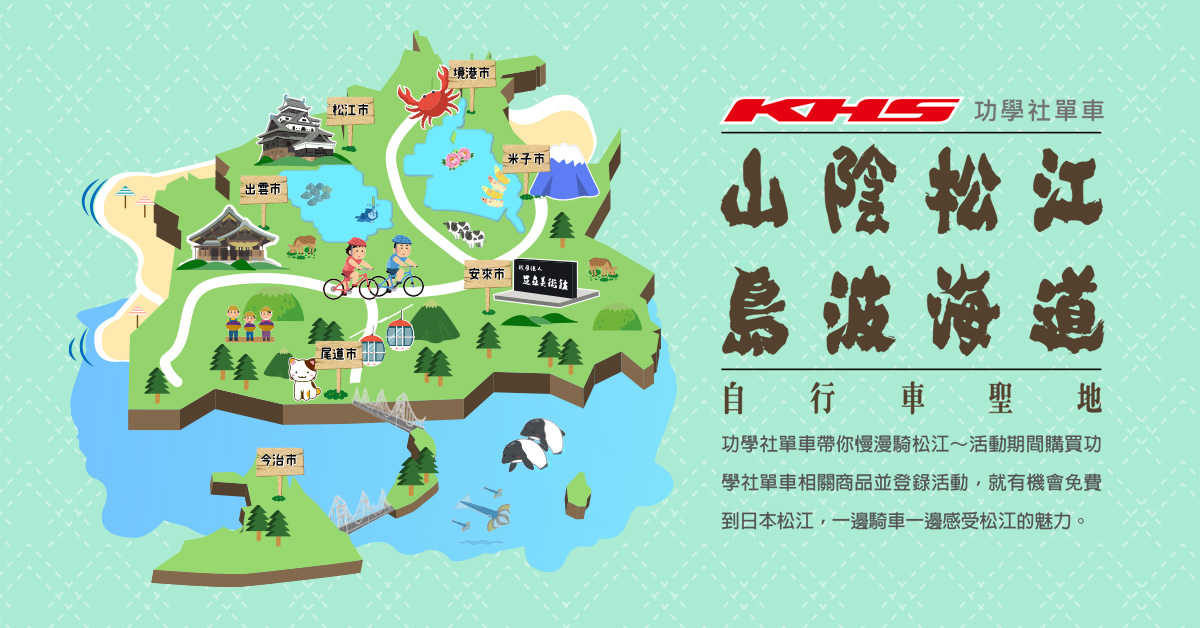 境港市
松江市
米子市
出雲市
安來市
財團法人
足立美術館
尾道市
今治市
KHS 功學社單車
山陰松江
島波海道
自行車聖地
功學社單車帶你慢漫騎松江～活動期間購買功
學社單車相關商品並登錄活動，就有機會免費
到日本松江，一邊騎車一邊感受松江的魅力。